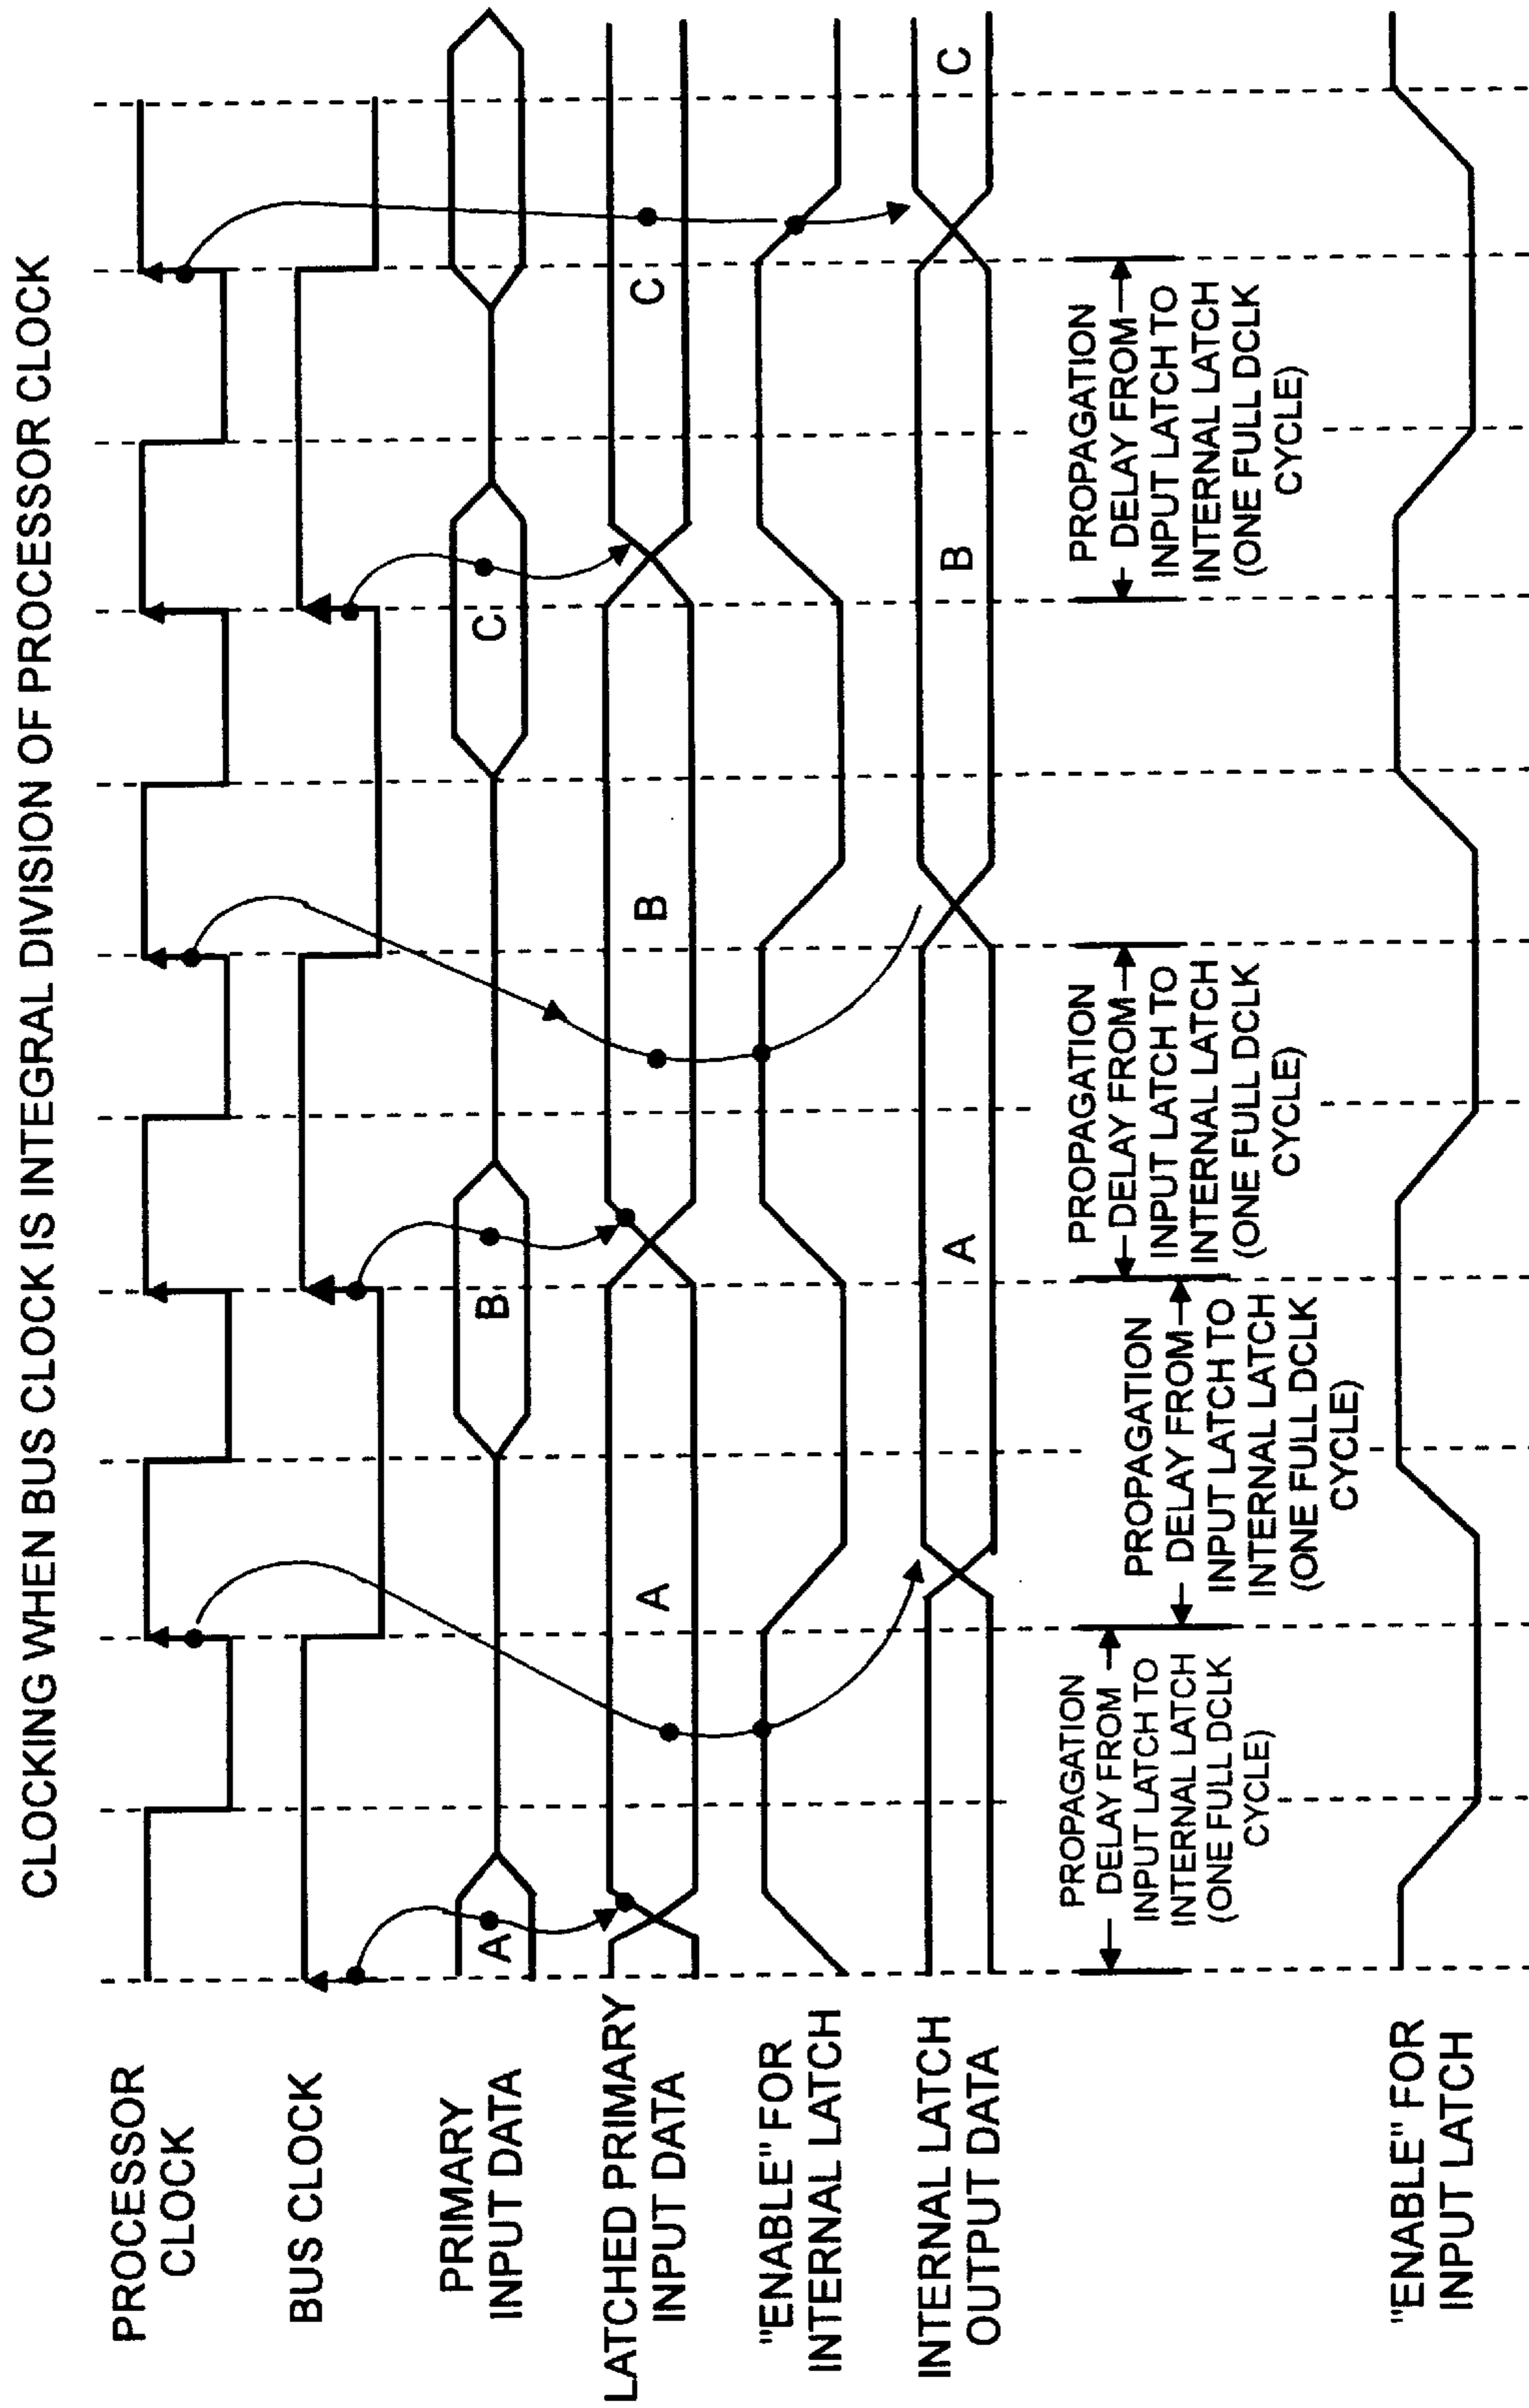 CLOCKING WHEN BUS CLOCK IS INTEGRAL DIVISION OF PROCESSOR CLOCK
PROCESSOR
CLOCK
BUS CLOCK
PRIMARY
INPUT DATA
A
B
C
LATCHED PRIMARY
INPUT DATA
A
B
C
"ENABLE" FOR
INTERNAL LATCH
INTERNAL LATCH
OUTPUT DATA
A
B
C
PROPAGATION
DELAY FROM
INPUT LATCH TO
INTERNAL LATCH
(ONE FULL DCLK
CYCLE)
PROPAGATION
DELAY FROM
INPUT LATCH TO
INTERNAL LATCH
(ONE FULL DCLK
CYCLE)
PROPAGATION
DELAY FROM
INPUT LATCH TO
INTERNAL LATCH
(ONE FULL DCLK
CYCLE)
PROPAGATION
DELAY FROM
INPUT LATCH TO
INTERNAL LATCH
(ONE FULL DCLK
CYCLE)
"ENABLE" FOR
INPUT LATCH